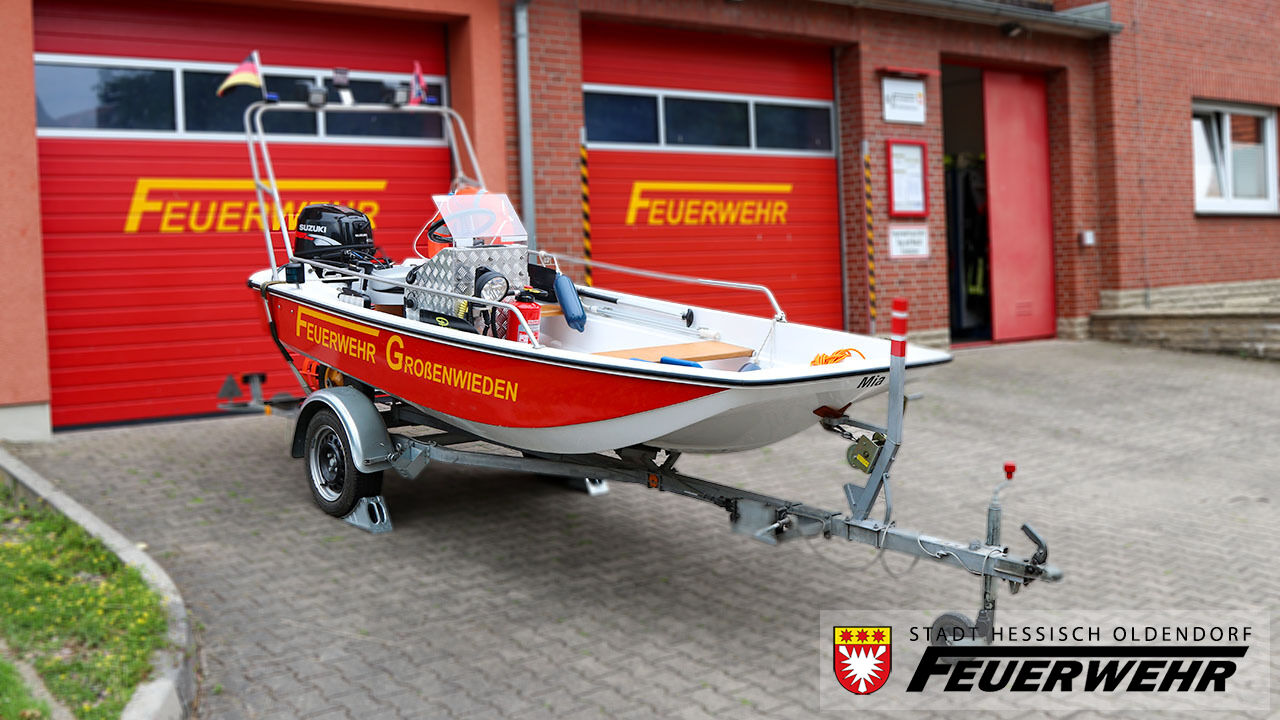 FEUERWEHR
FEUERWEHR
SUZUKI
FEUERWEHR GROßENWIEDEN
Mia
STADT HESSISCH OLDENDORF
FEUERWEHR